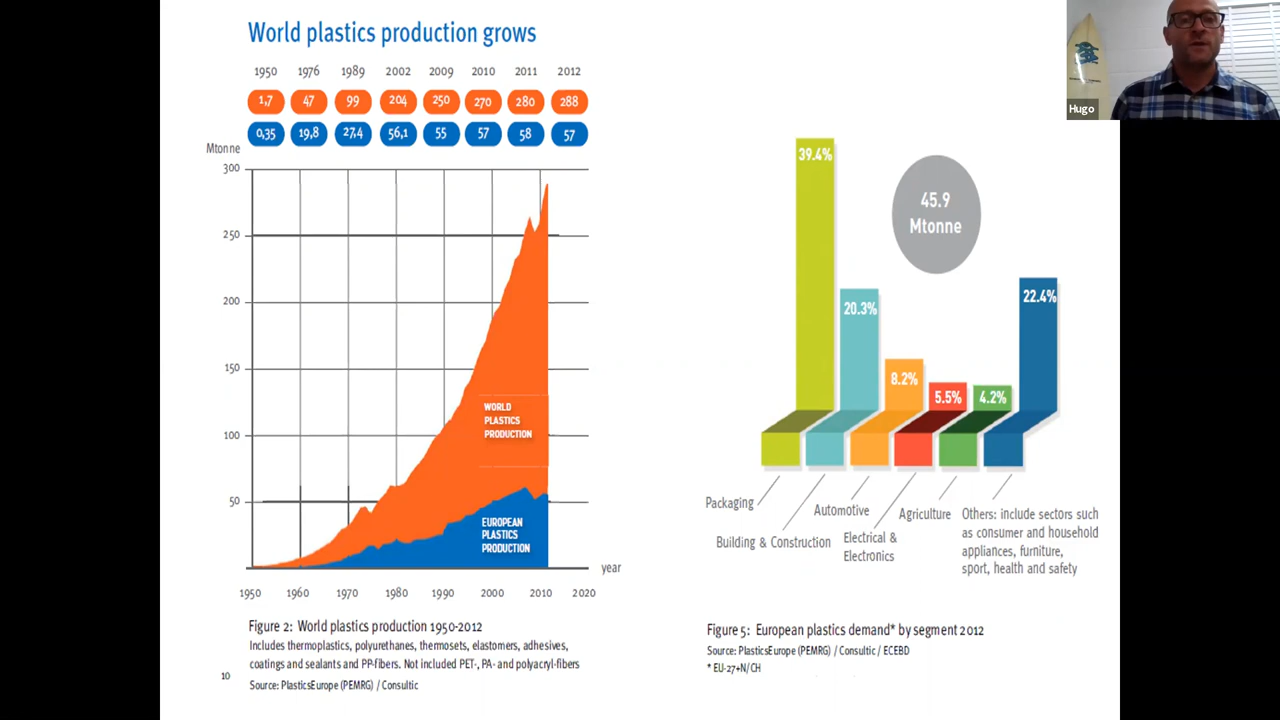 World plastics production grows
1950 1976 1989 2002 2009 2010 2011 2012
1,7 47 99 204 250 270 280 288
0,35 19,8 27,4 56,1 55 57 58 57
Mtonne
300
250
200
150
100
50
WORLD
PLASTICS
PRODUCTION
EUROPEAN
PLASTICS
PRODUCTION
year
1950 1960 1970 1980 1990 2000 2010 2020
Figure 2: World plastics production 1950-2012
Includes thermoplastics, polyurethanes, thermosets, elastomers, adhesives,
coatings and sealants and PP-fibers. Not included PET-, PA- and polyacryl-fibers
Source: PlasticsEurope (PEMRG) / Consultic
10
39.4%
20.3%
8.2%
5.5%
4.2%
22.4%
45.9
Mtonne
Packaging
Building & Construction
Automotive
Electrical &
Electronics
Agriculture
Others: include sectors such
as consumer and household
appliances, furniture,
sport, health and safety
Figure 5: European plastics demand* by segment 2012
Source: PlasticsEurope (PEMRG) / Consultic / ECEBD
* EU-27+N/CH
Hugo